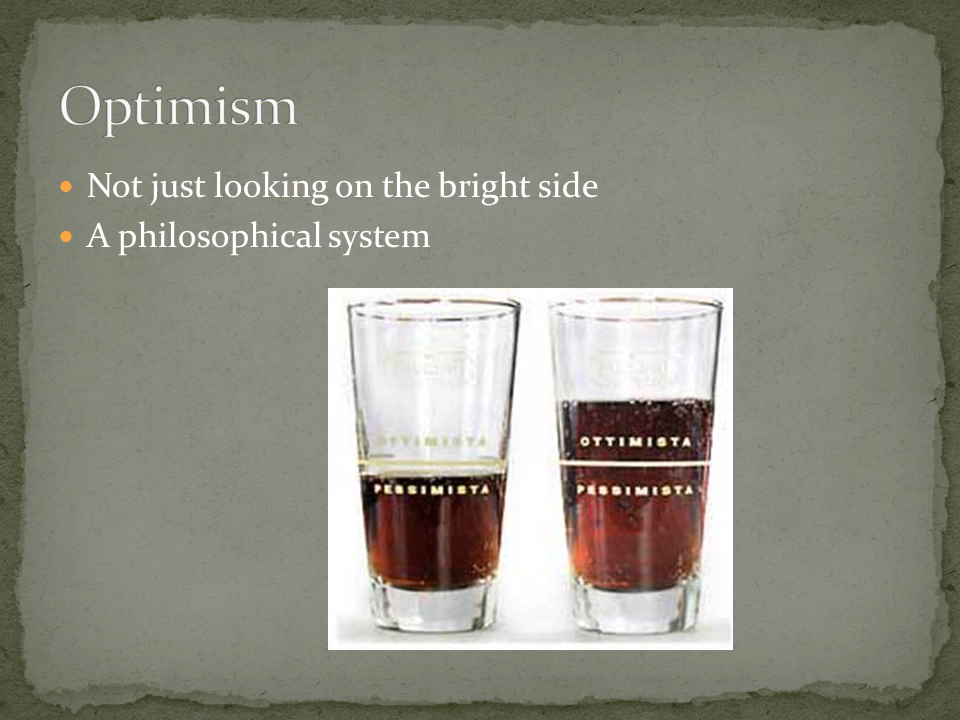 Optimism
Not just looking on the bright side
A philosophical system
OTTIMISTA
PESSIMISTA
OTTIMISTA
PESSIMISTA